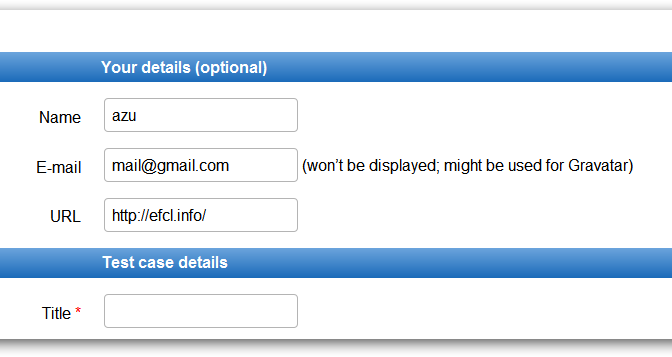 Your details (optional)
Name azu
E-mail mail@gmail.com (won’t be displayed; might be used for Gravatar)
URL http://efcl.info/
Test case details
Title *